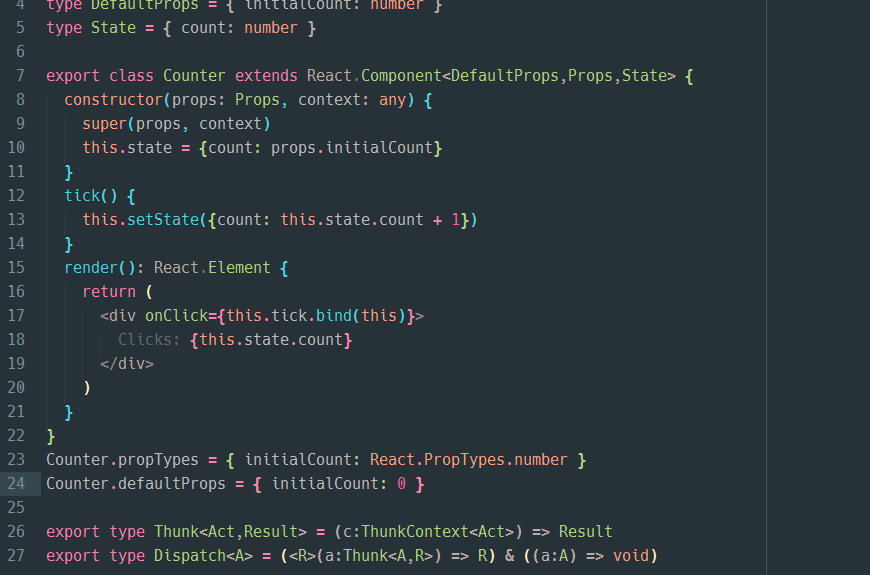 4 type DefaultProps = { initialCount: number }
5 type State = { count: number }
6
7 export class Counter extends React.Component<DefaultProps,Props,State> {
8   constructor(props: Props, context: any) {
9     super(props, context)
10     this.state = {count: props.initialCount}
11   }
12   tick() {
13     this.setState({count: this.state.count + 1})
14   }
15   render(): React.Element {
16     return (
17       <div onClick={this.tick.bind(this)}>
18         Clicks: {this.state.count}
19       </div>
20     )
21   }
22 }
23 Counter.propTypes = { initialCount: React.PropTypes.number }
24 Counter.defaultProps = { initialCount: 0 }
25
26 export type Thunk<Act,Result> = (c:ThunkContext<Act>) => Result
27 export type Dispatch<A> = (<R>(a:Thunk<A,R>) => R) & ((a:A) => void)